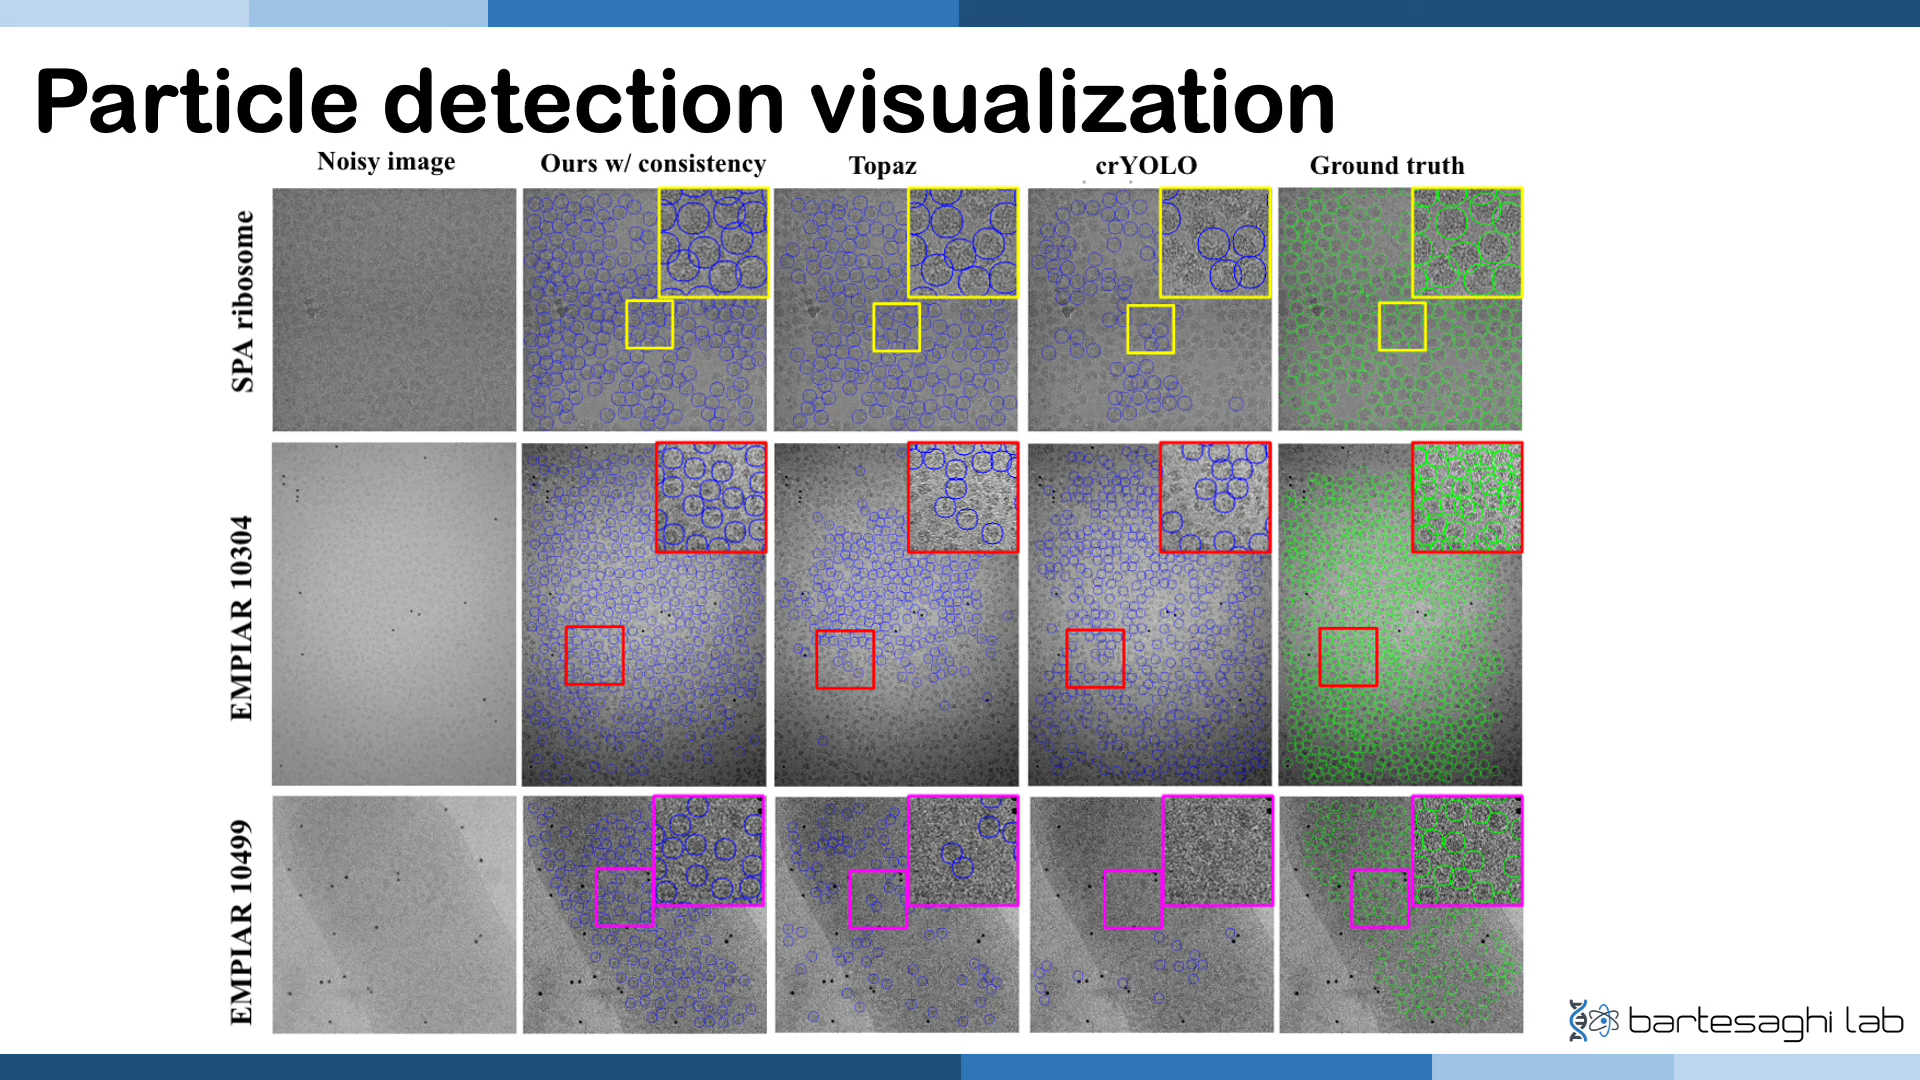 Particle detection visualization
Noisy image
Ours w/ consistency
Topaz
crYOLO
Ground truth
SPA ribosome
EMPIAR 10304
EMPIAR 10499
bartesaghi lab